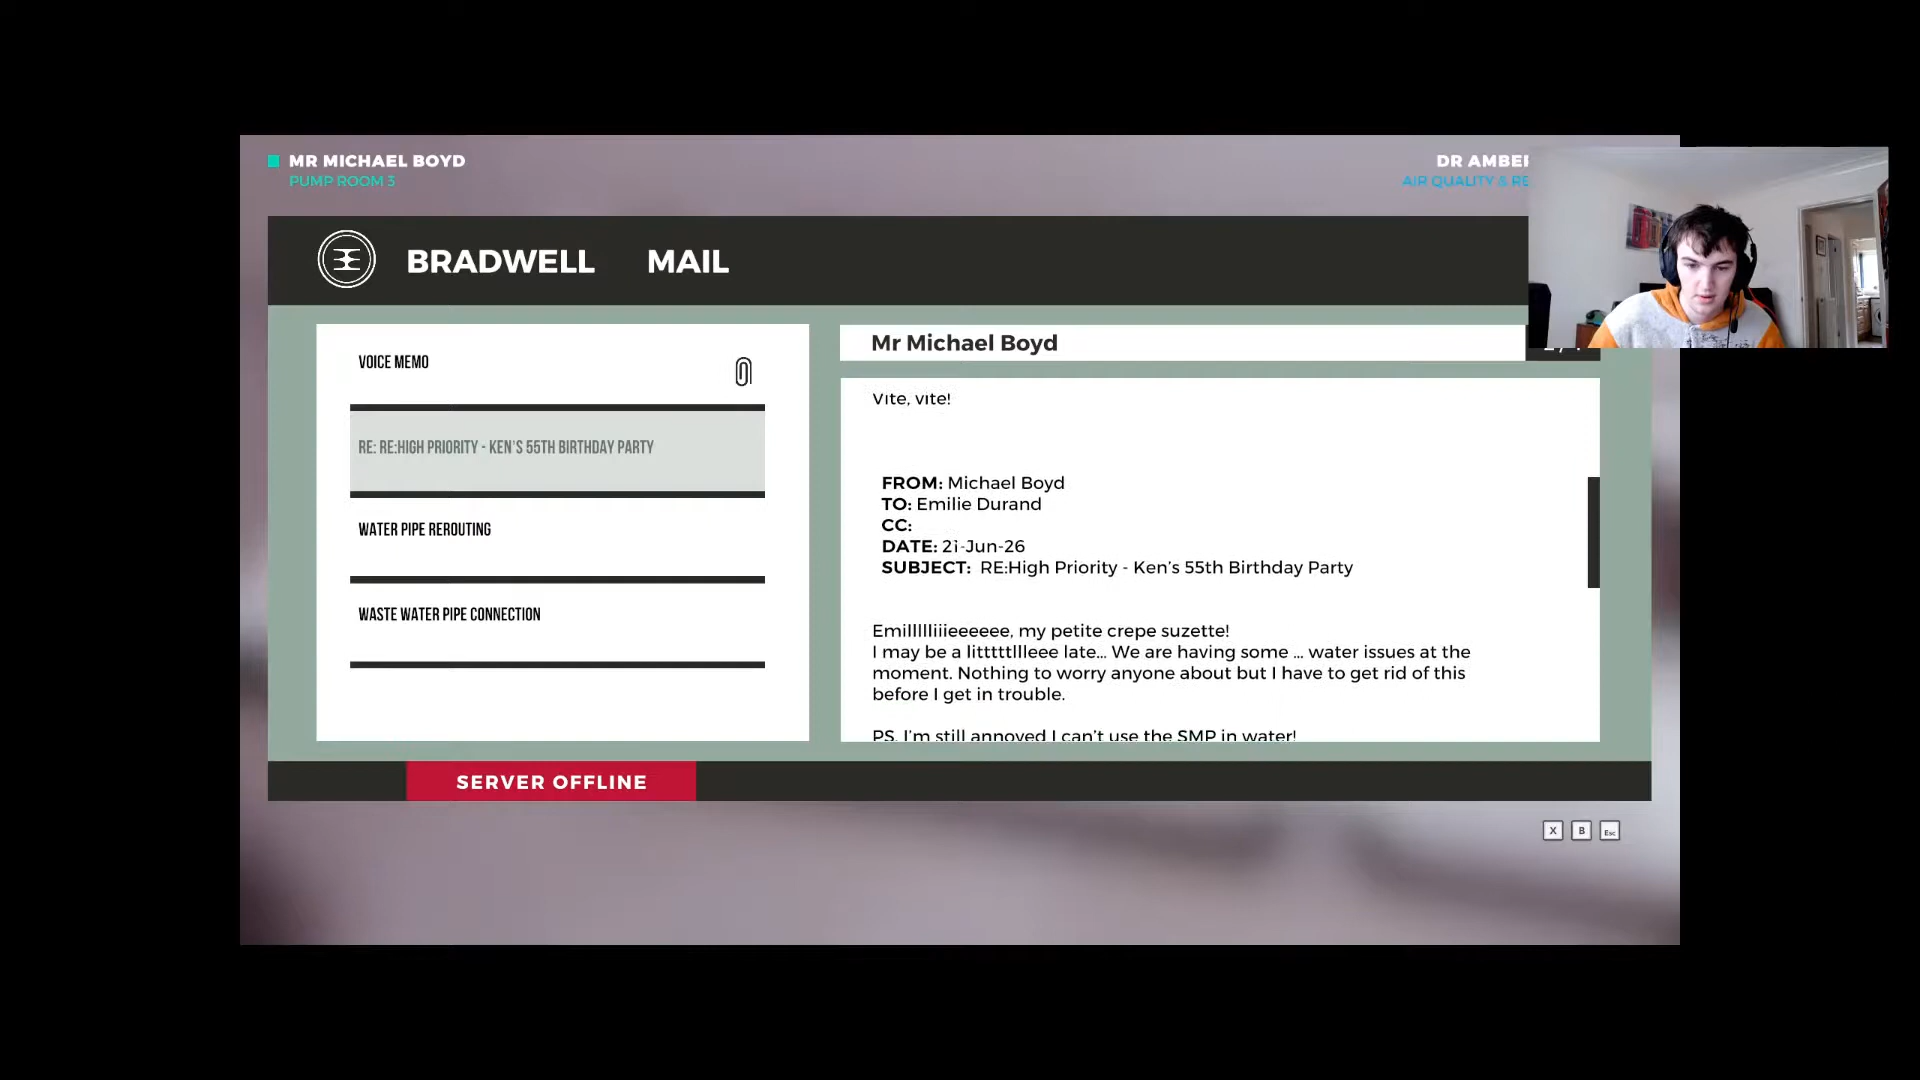 MR MICHAEL BOYD
PUMP ROOM 3
DR AMBER
AIR QUALITY & RE
BRADWELL MAIL
VOICE MEMO
RE: RE:HIGH PRIORITY - KEN'S 55TH BIRTHDAY PARTY
WATER PIPE REROUTING
WASTE WATER PIPE CONNECTION
Mr Michael Boyd
Vite, vite!
FROM: Michael Boyd
TO: Emilie Durand
CC:
DATE: 21-Jun-26
SUBJECT: RE:High Priority - Ken's 55th Birthday Party
Emillllliiieeeeee, my petite crepe suzette!
I may be a litttttllleee late... We are having some ... water issues at the
moment. Nothing to worry anyone about but I have to get rid of this
before I get in trouble.
PS. I'm still annoyed I can't use the SMP in water!
SERVER OFFLINE
X B Esc